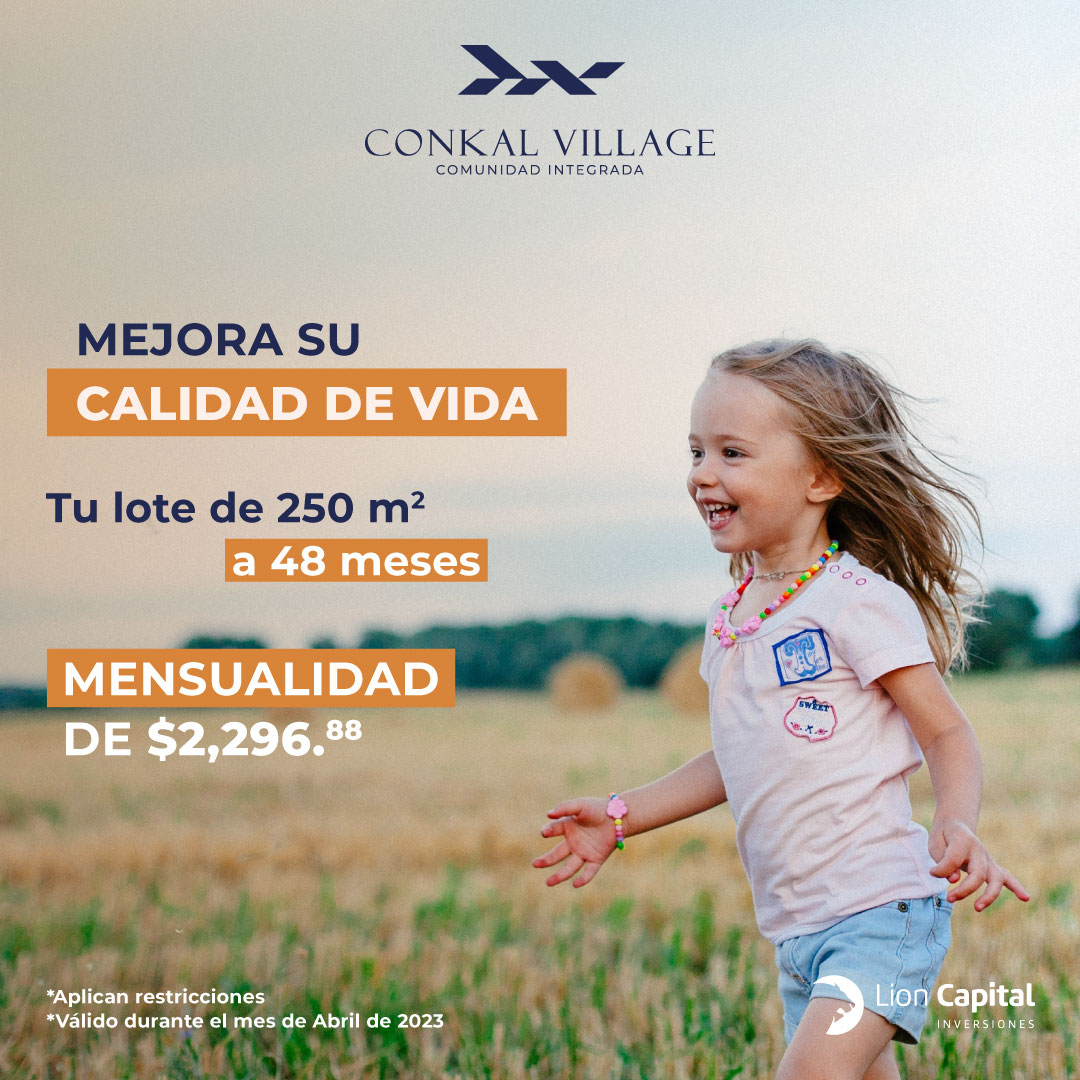 CONKAL VILLAGE
COMUNIDAD INTEGRADA
MEJORA SU
CALIDAD DE VIDA
Tu lote de 250 m²
a 48 meses
MENSUALIDAD
DE $2,296.⁸⁸
SWEET
*Aplican restricciones
*Válido durante el mes de Abril de 2023
Lion Capital
INVERSIONES